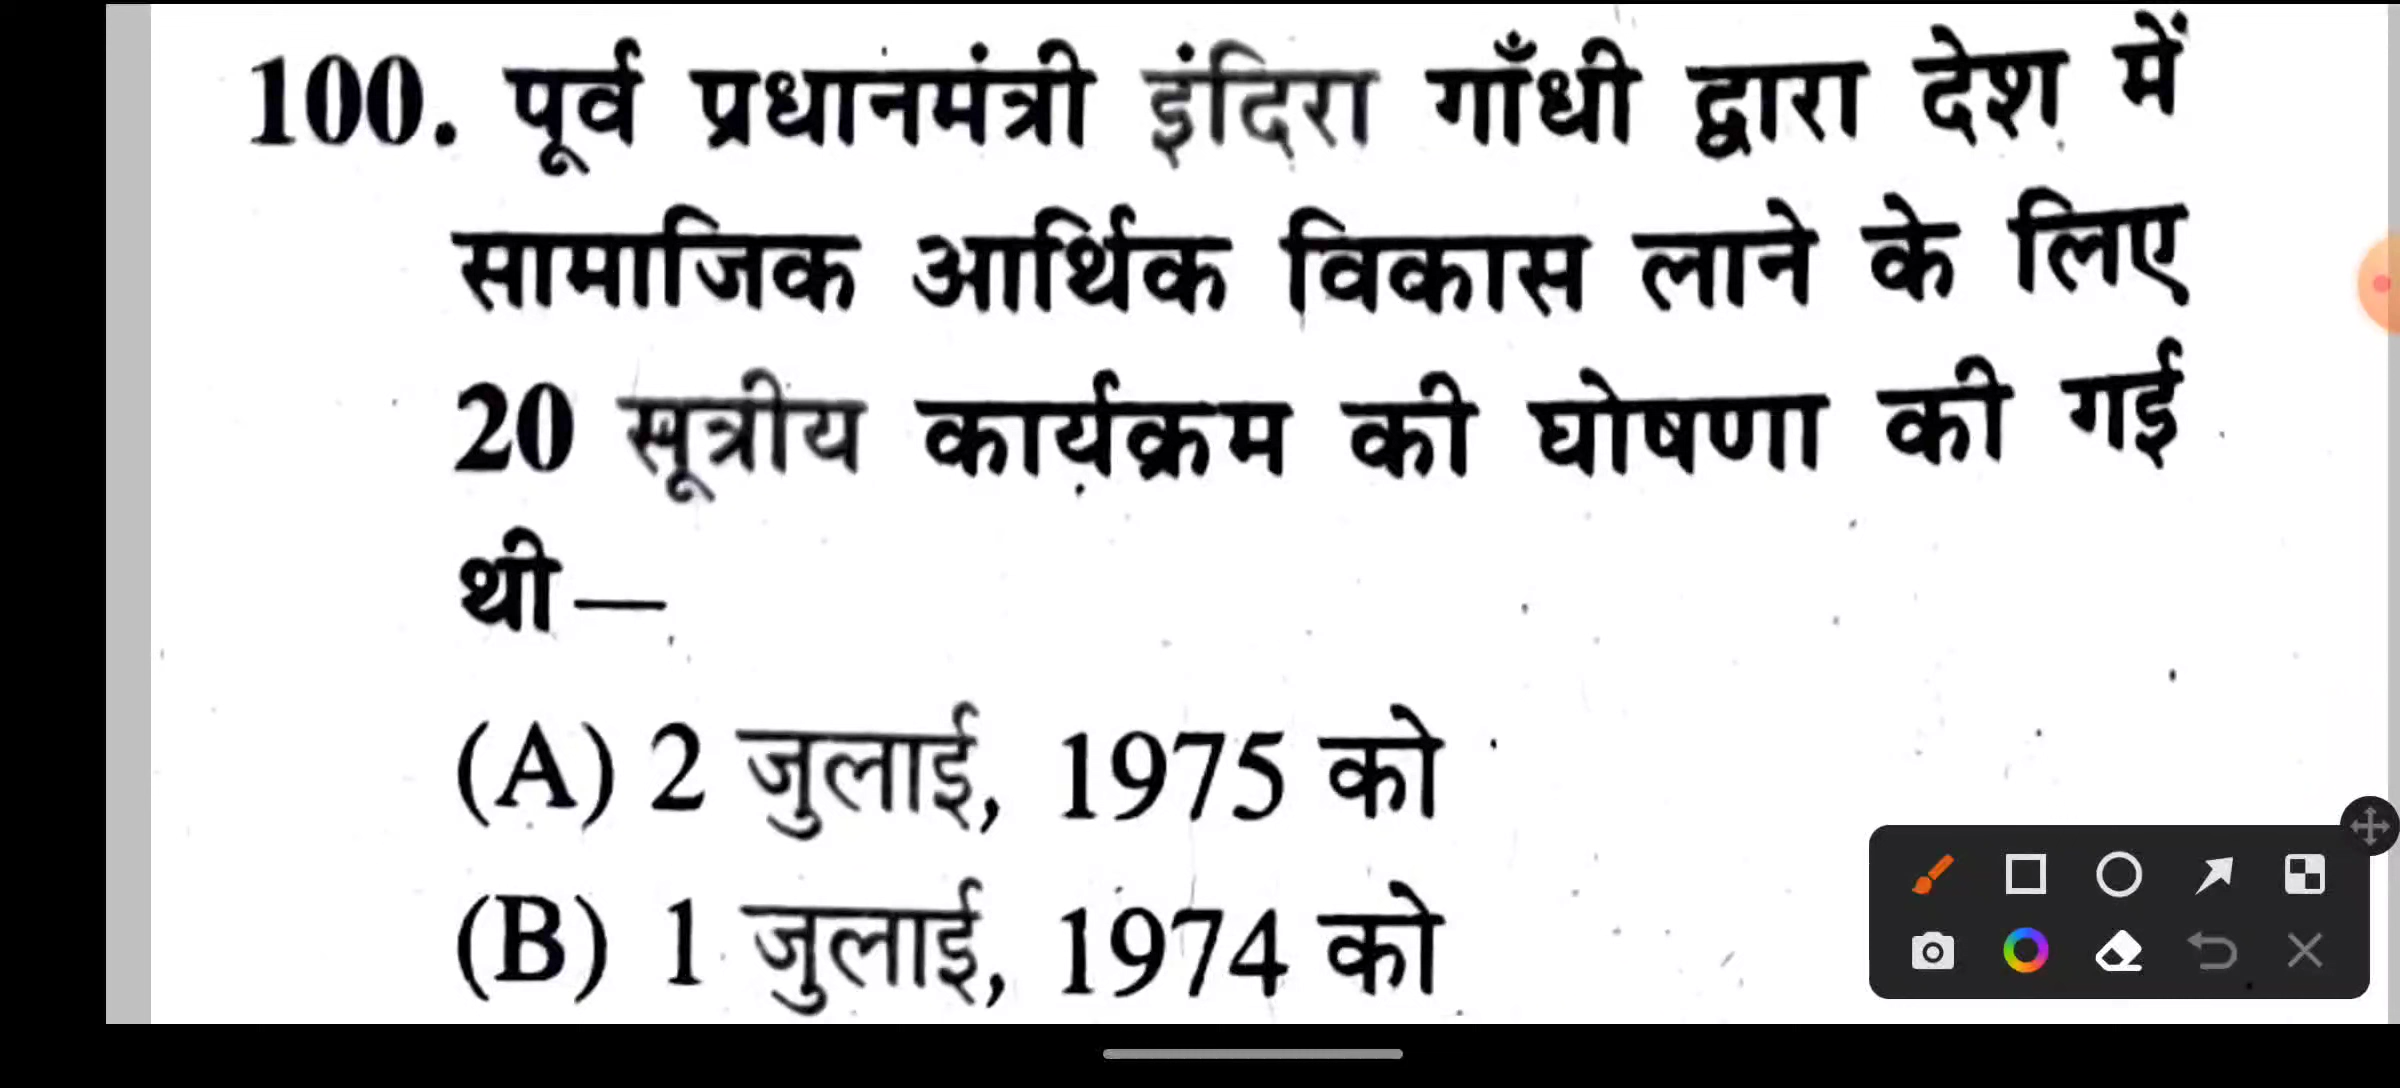 100. पूर्व प्रधानमंत्री इंदिरा गाँधी द्वारा देश में
सामाजिक आर्थिक विकास लाने के लिए
20 सूत्रीय कार्यक्रम की घोषणा की गई
थी—
(A) 2 जुलाई, 1975 को
(B) 1 जुलाई, 1974 को